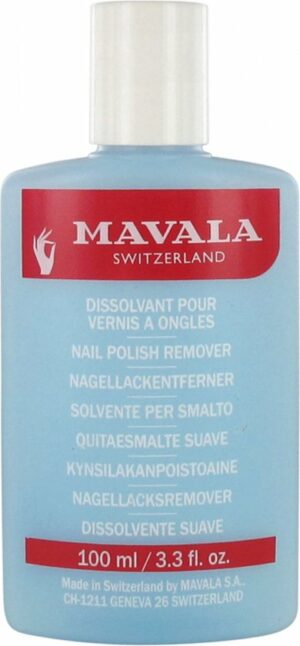 MAVALA
SWITZERLAND
DISSOLVANT POUR
VERNIS A ONGLES
NAIL POLISH REMOVER
NAGELLACKENTFERNER
SOLVENTE PER SMALTO
QUITAESMALTE SUAVE
KYNSILAKANPOISTOAINE
NAGELLACKSREMOVER
DISSOLVENTE SUAVE
100 ml / 3.3 fl. oz.
Made in Switzerland by MAVALA S.A.,
CH-1211 GENEVA 26 SWITZERLAND